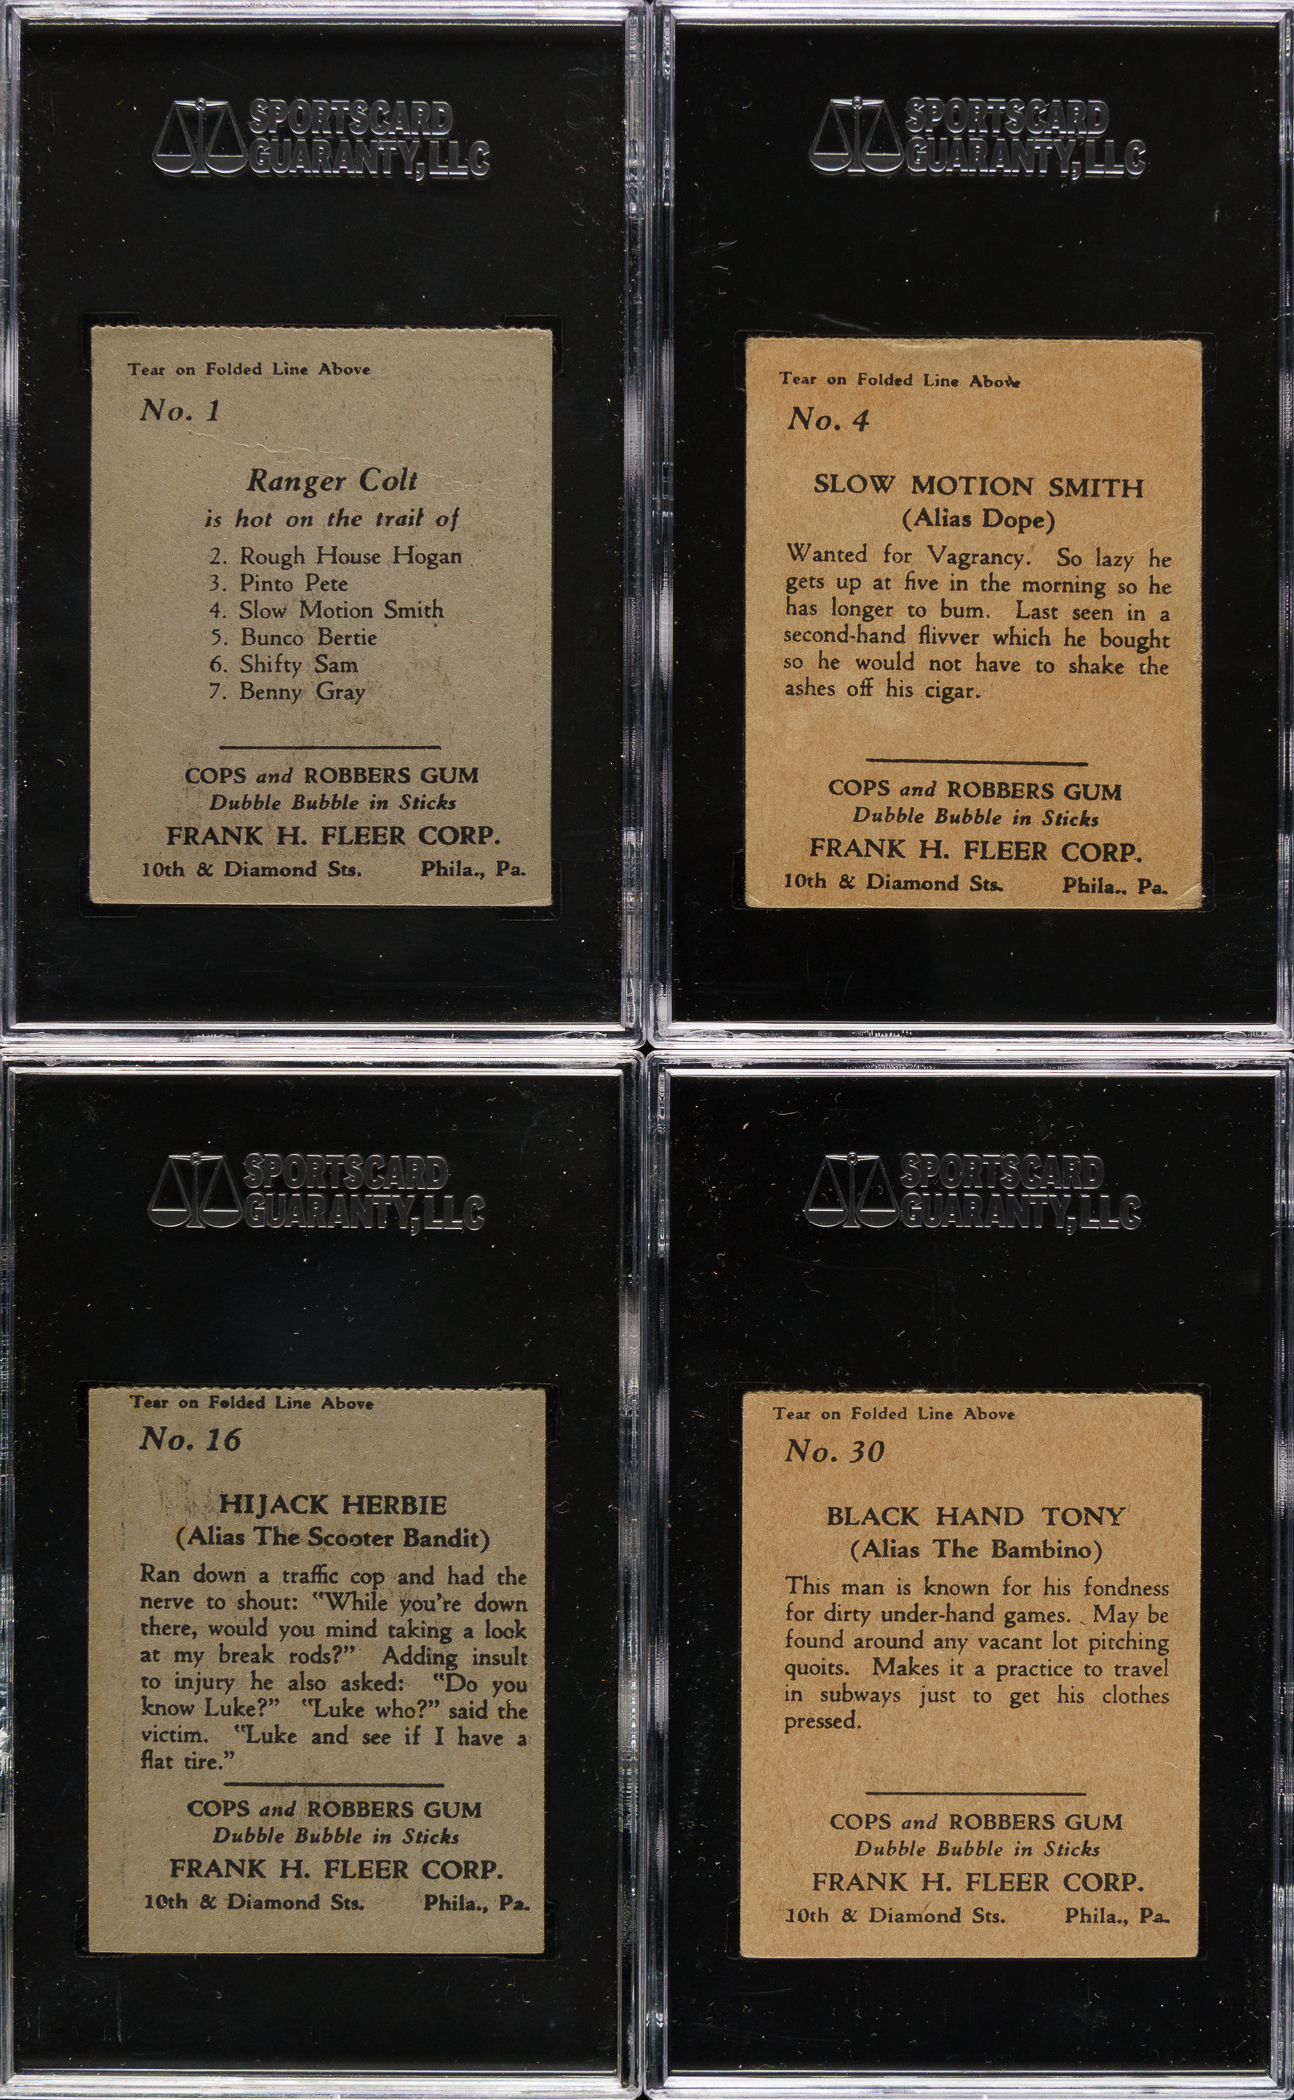 SPORTSCARD
GUARANTY, LLC
Tear on Folded Line Above
No. 1
Ranger Colt
is hot on the trail of
2. Rough House Hogan
3. Pinto Pete
4. Slow Motion Smith
5. Bunco Bertie
6. Shifty Sam
7. Benny Gray
COPS and ROBBERS GUM
Dubble Bubble in Sticks
FRANK H. FLEER CORP.
10th & Diamond Sts. Phila., Pa.
SPORTSCARD
GUARANTY, LLC
Tear on Folded Line Above
No. 4
SLOW MOTION SMITH
(Alias Dope)
Wanted for Vagrancy. So lazy he
gets up at five in the morning so he
has longer to bum. Last seen in a
second-hand flivver which he bought
so he would not have to shake the
ashes off his cigar.
COPS and ROBBERS GUM
Dubble Bubble in Sticks
FRANK H. FLEER CORP.
10th & Diamond Sts. Phila., Pa.
SPORTSCARD
GUARANTY, LLC
Tear on Folded Line Above
No. 16
HIJACK HERBIE
(Alias The Scooter Bandit)
Ran down a traffic cop and had the
nerve to shout: "While you're down
there, would you mind taking a look
at my break rods?" Adding insult
to injury he also asked: "Do you
know Luke?" "Luke who?" said the
victim. "Luke and see if I have a
flat tire."
COPS and ROBBERS GUM
Dubble Bubble in Sticks
FRANK H. FLEER CORP.
10th & Diamond Sts. Phila., Pa.
SPORTSCARD
GUARANTY, LLC
Tear on Folded Line Above
No. 30
BLACK HAND TONY
(Alias The Bambino)
This man is known for his fondness
for dirty under-hand games. May be
found around any vacant lot pitching
quoits. Makes it a practice to travel
in subways just to get his clothes
pressed.
COPS and ROBBERS GUM
Dubble Bubble in Sticks
FRANK H. FLEER CORP.
10th & Diamond Sts. Phila., Pa.